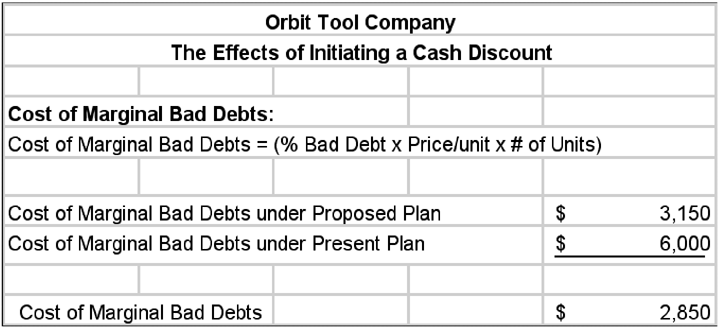 Orbit Tool Company
The Effects of Initiating a Cash Discount
Cost of Marginal Bad Debts:
Cost of Marginal Bad Debts = (% Bad Debt x Price/unit x # of Units)
Cost of Marginal Bad Debts under Proposed Plan $ 3,150
Cost of Marginal Bad Debts under Present Plan $ 6,000
Cost of Marginal Bad Debts $ 2,850